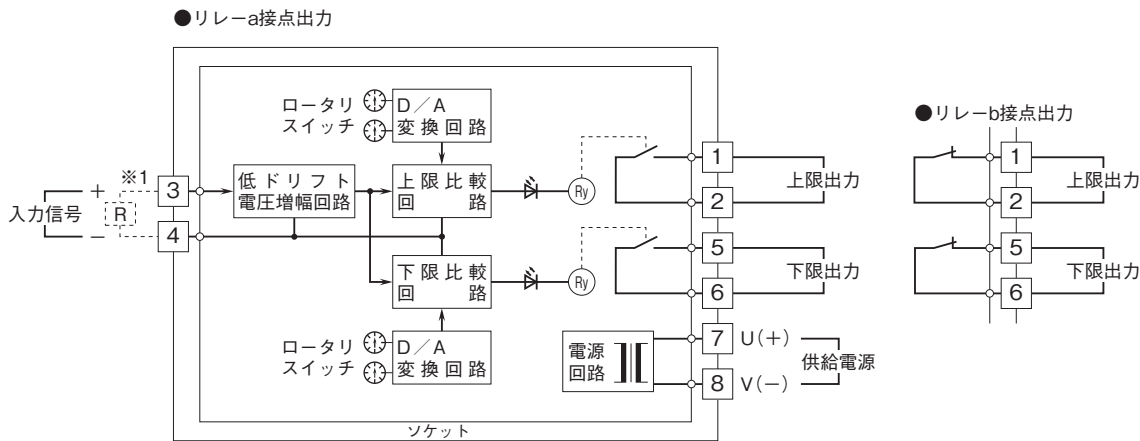 ●リレーa接点出力
ロータリ
スイッチ
D／A
変換回路
※1
3
＋
入力信号
R
－
4
低ドリフト
電圧増幅回路
上限比較
回　　路
Ry
1
2
上限出力
下限比較
回　　路
Ry
5
6
下限出力
ロータリ
スイッチ
D／A
変換回路
電源
回路
7
U（＋）
供給電源
8
V（－）
ソケット
●リレーb接点出力
1
上限出力
2
5
下限出力
6